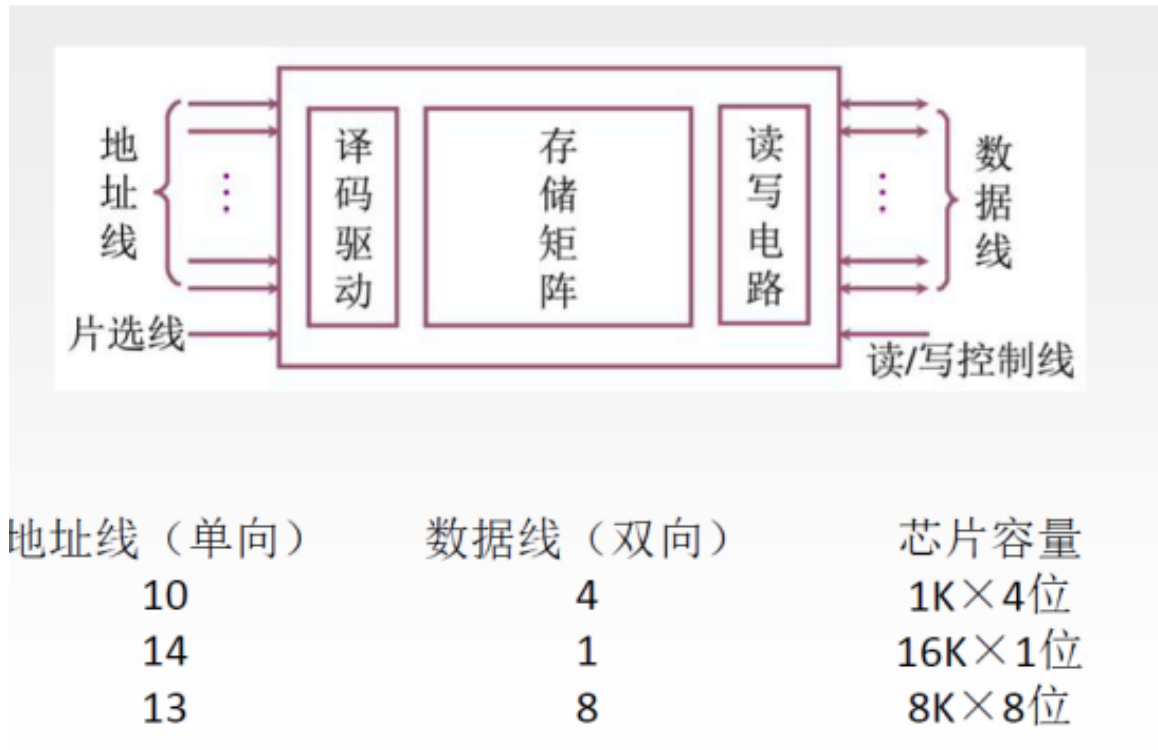 地址线
译码驱动
存储矩阵
读写电路
数据线
片选线
读/写控制线
地址线（单向） 数据线（双向） 芯片容量
10 4 1K×4位
14 1 16K×1位
13 8 8K×8位